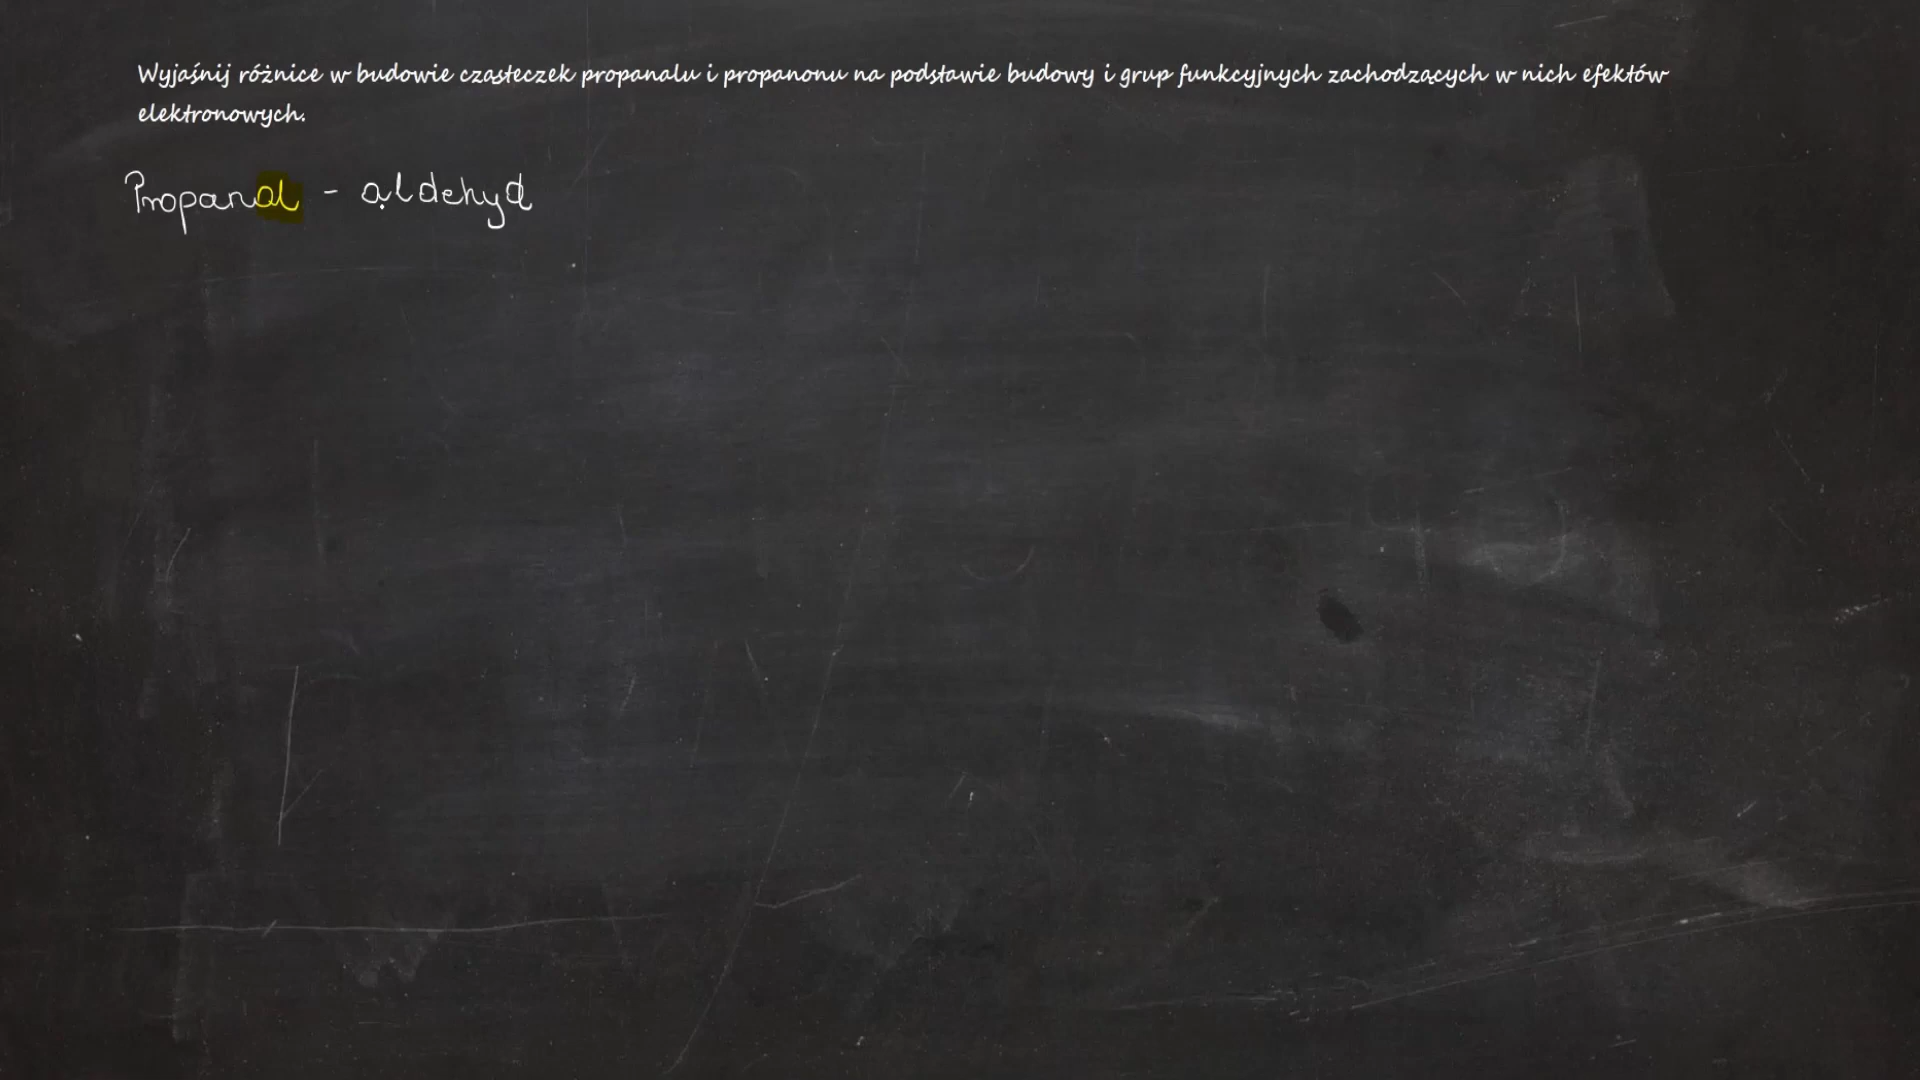 Wyjaśnij różnice w budowie cząsteczek propanalu i propanonu na podstawie budowy i grup funkcyjnych zachodzących w nich efektów
elektronowych.
Propanal - aldehyd